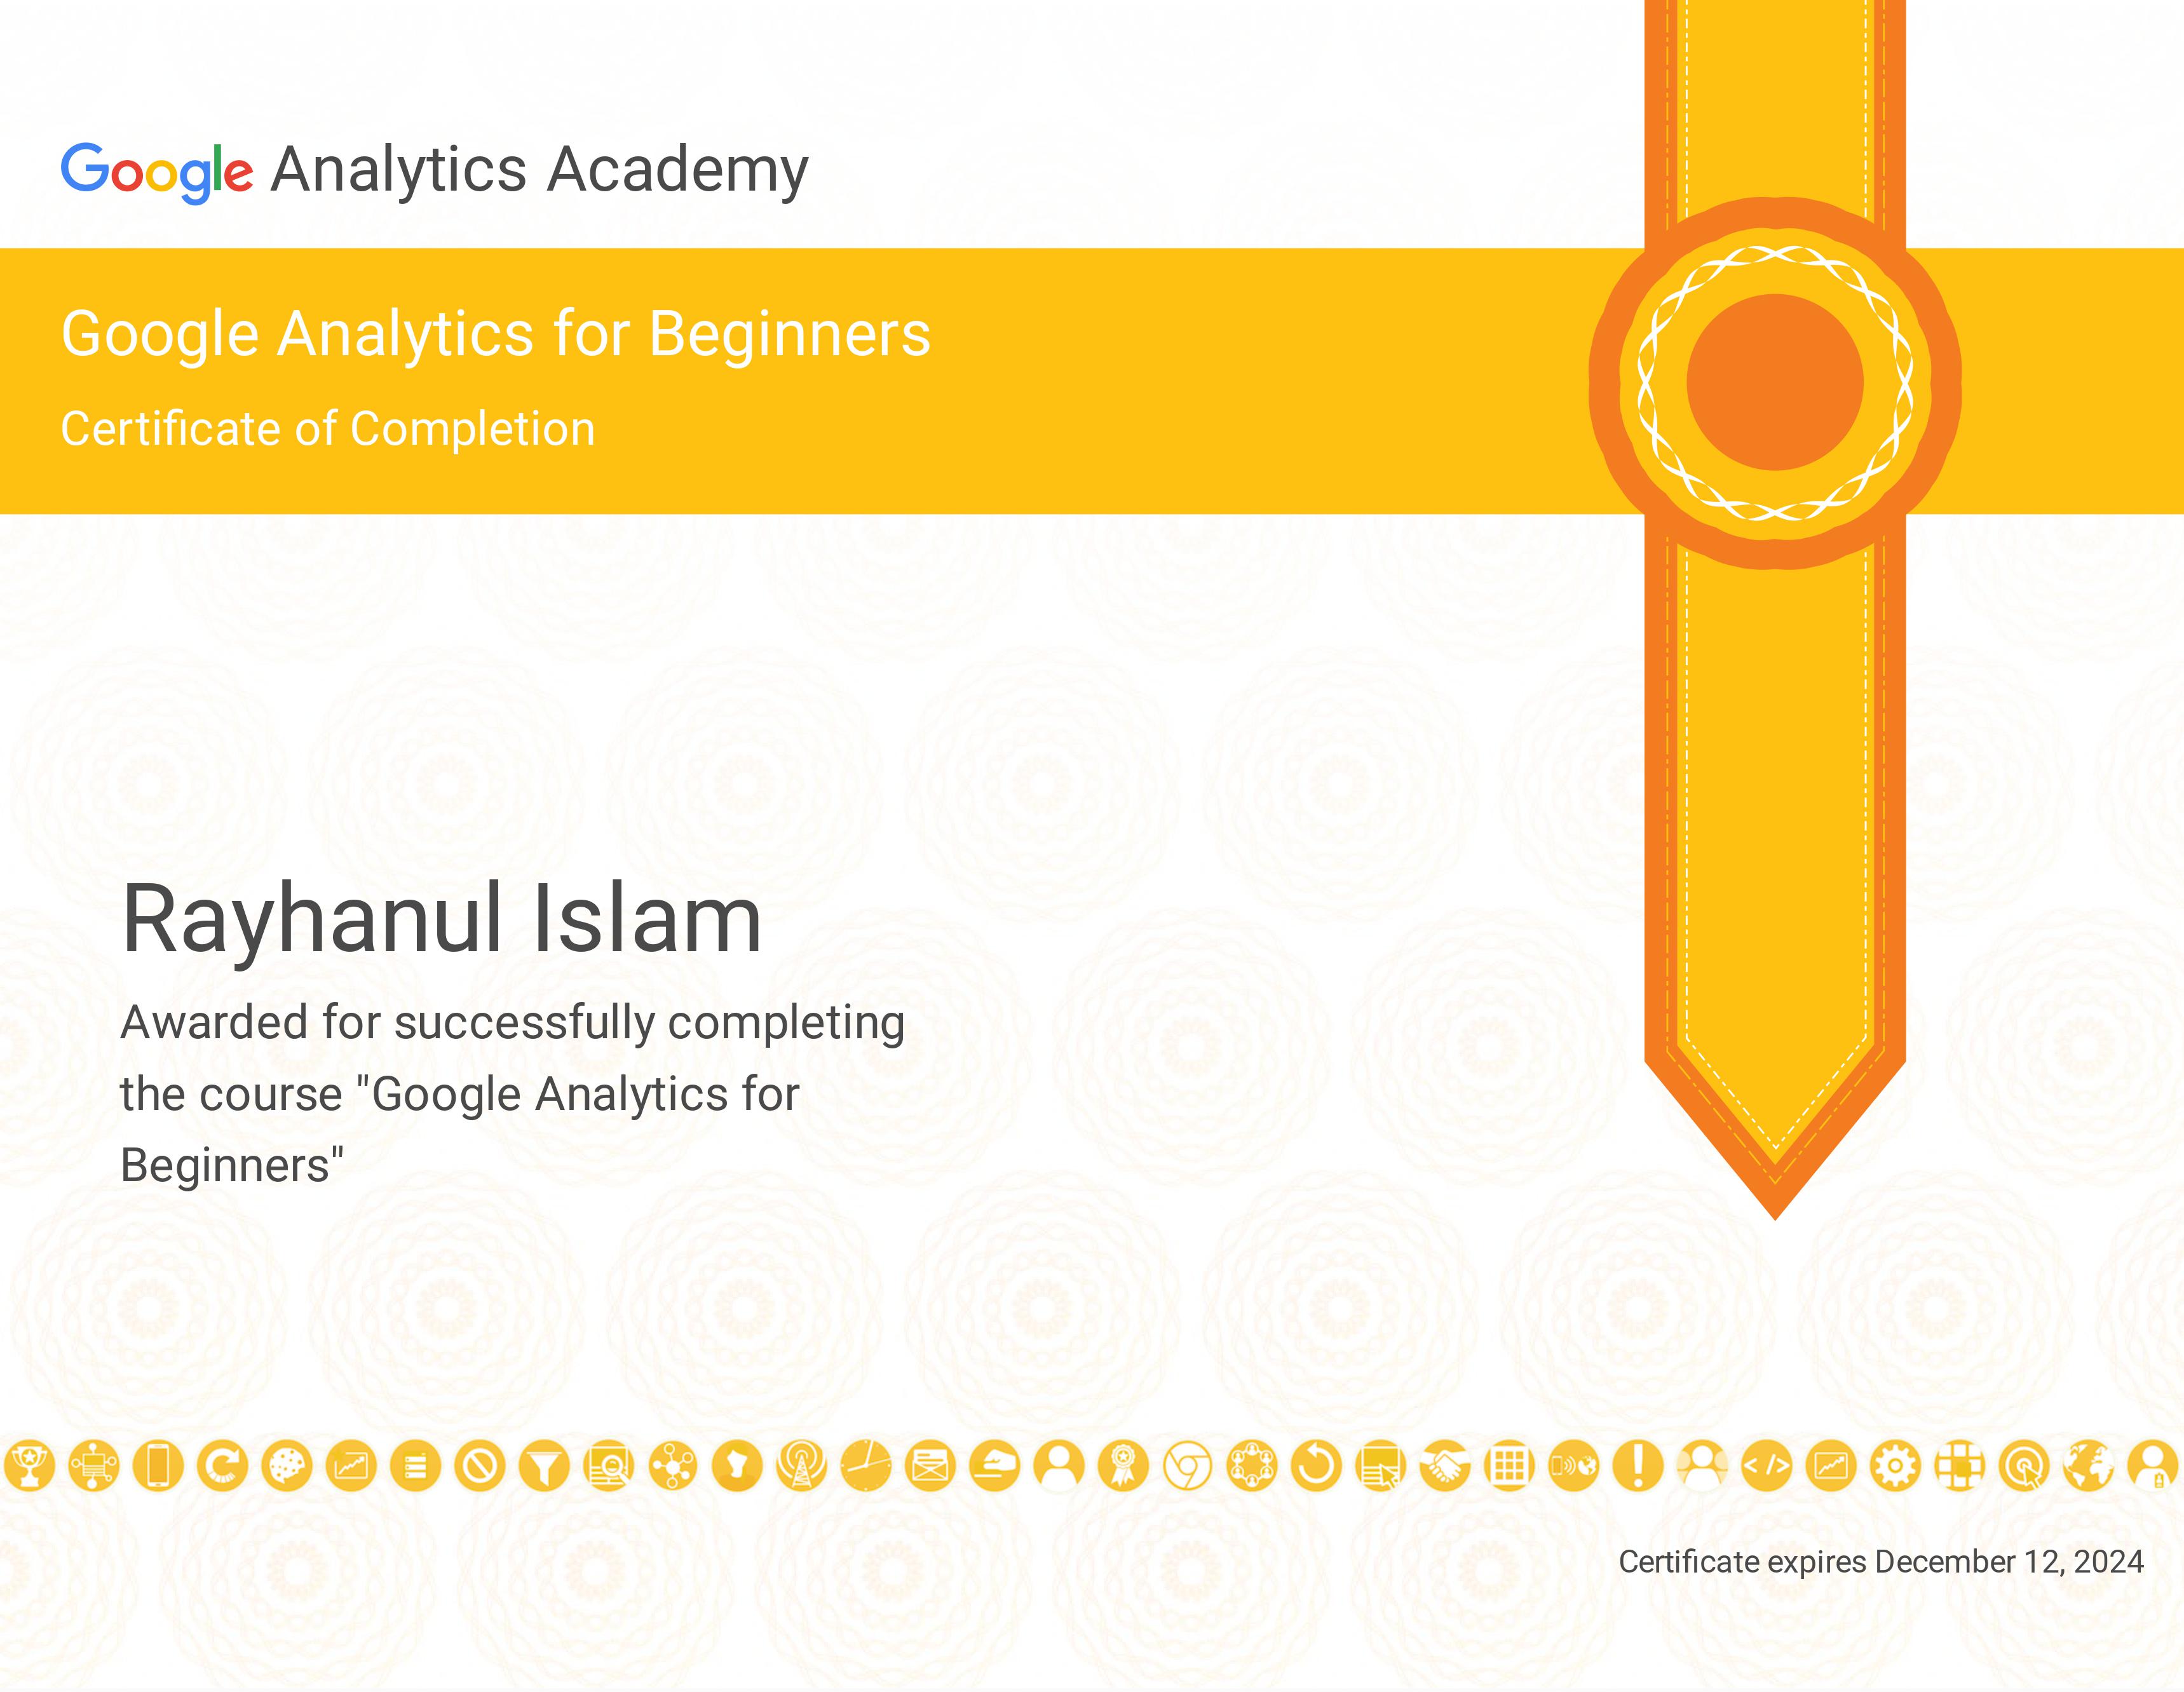 Google Analytics Academy
Google Analytics for Beginners
Certificate of Completion
Rayhanul Islam
Awarded for successfully completing
the course "Google Analytics for
Beginners"
Certificate expires December 12, 2024